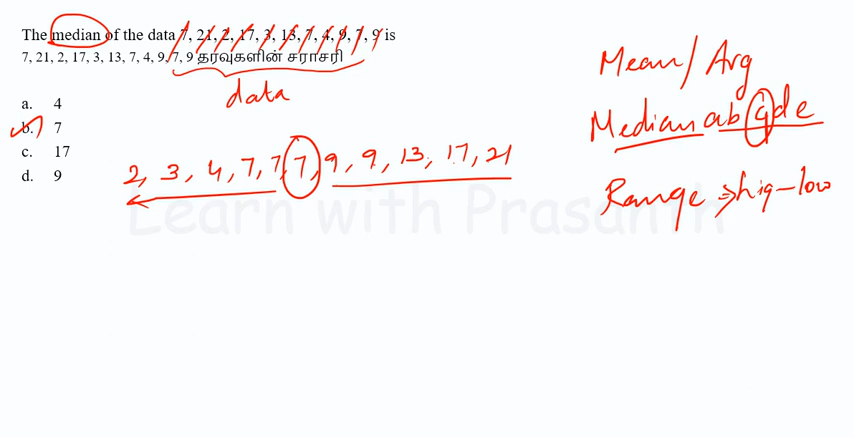 The median of the data 7, 21, 2, 17, 3, 13, 7, 4, 9, 7, 9 is
7, 21, 2, 17, 3, 13, 7, 4, 9, 7, 9 தரவுகளின் சராசரி
data
a. 4
b. 7
c. 17
d. 9
2, 3, 4, 7, 7, 7, 9, 9, 13, 17, 21
Mean / Avg
Median ab c de
Range ⇒ hig - low
Learn with Prasanth